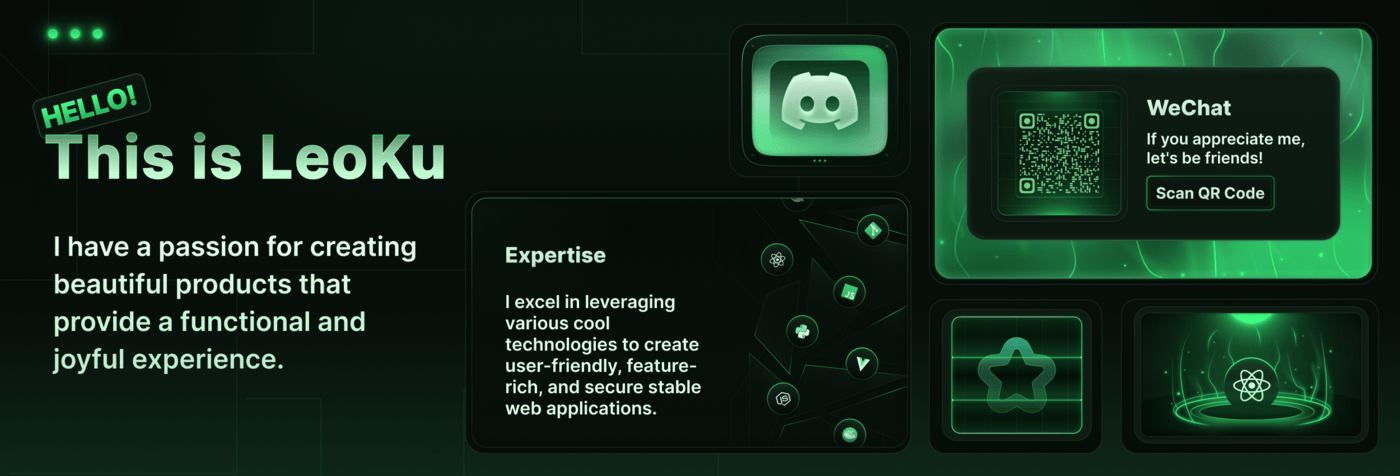 HELLO!
This is LeoKu
I have a passion for creating
beautiful products that
provide a functional and
joyful experience.
Expertise
I excel in leveraging
various cool
technologies to create
user-friendly, feature-
rich, and secure stable
web applications.
JS
JS
WeChat
If you appreciate me,
let's be friends!
Scan QR Code